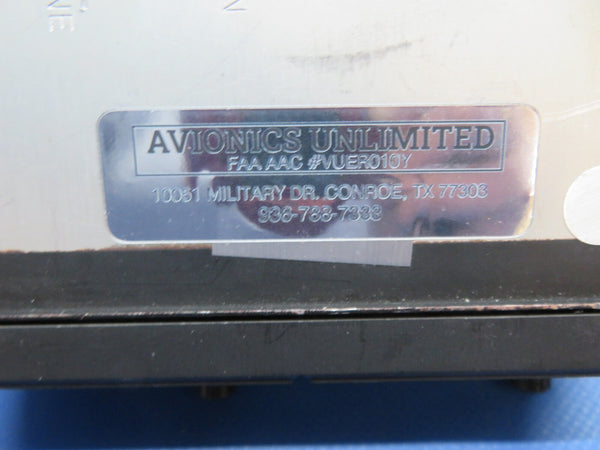 AVIONICS UNLIMITED
FAA AAC #VUER010Y
10051 MILITARY DR. CONROE, TX 77303
936-788-7333